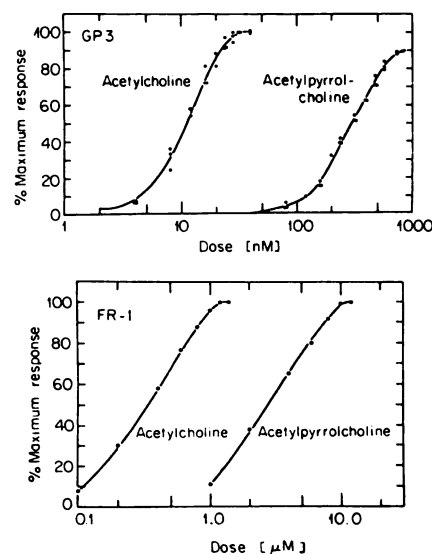 GP3
% Maximum response
100
80
60
40
20
0
Acetylcholine
Acetylpyrrol-
choline
1
10
100
1000
Dose [nM]
FR-1
% Maximum response
100
80
60
40
20
0
Acetylcholine
Acetylpyrrolcholine
0.1
1.0
10.0
Dose [μM]